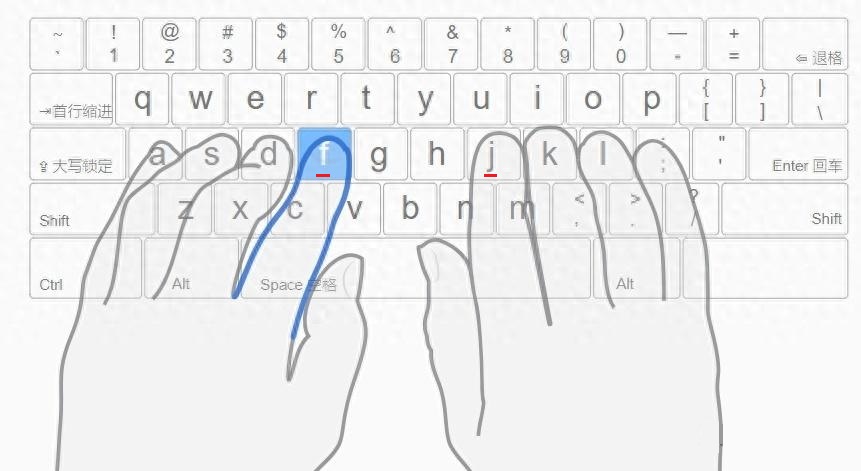 ~ ! @ # $ % ^ & * ( ) — +
` 1 2 3 4 5 6 7 8 9 0 - = ⇐ 退格
⇥首行缩进 q w e r t y u i o p { } |
[ ] \
⇪ 大写锁定 a s d f g h j k l : "
; ' Enter 回车
Shift z x c v b n m < > ? Shift
, . /
Ctrl Alt Space 空格 Alt